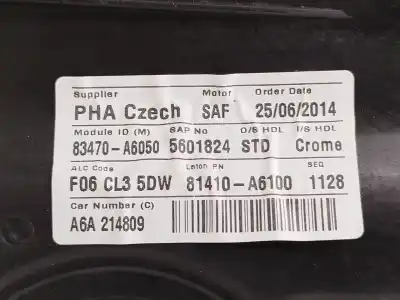 Supplier Motor Order Date
PHA Czech SAF 25/06/2014
Module ID (M) SAP No O/S HDL I/S HDL
83470-A6050 5601824 STD Crome
ALC Code Latch PN SEQ
F06 CL3 5DW 81410-A6100 1128
Car Number (C)
A6A 214809